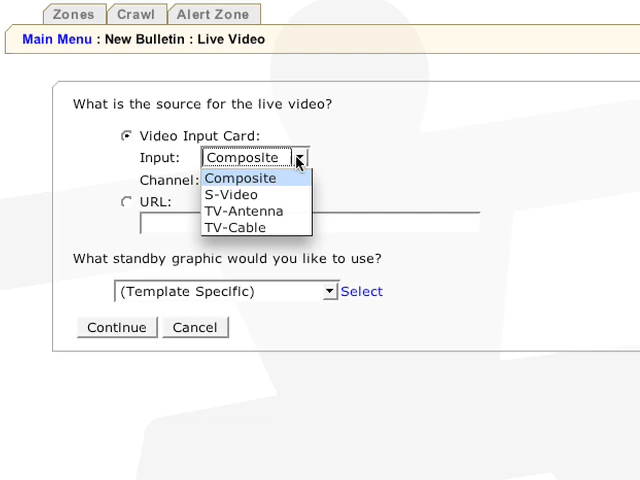 Zones Crawl Alert Zone
Main Menu : New Bulletin : Live Video
What is the source for the live video?
Video Input Card:
Input: Composite
Composite
Channel:
S-Video
URL:
TV-Antenna
TV-Cable
What standby graphic would you like to use?
(Template Specific) Select
Continue Cancel